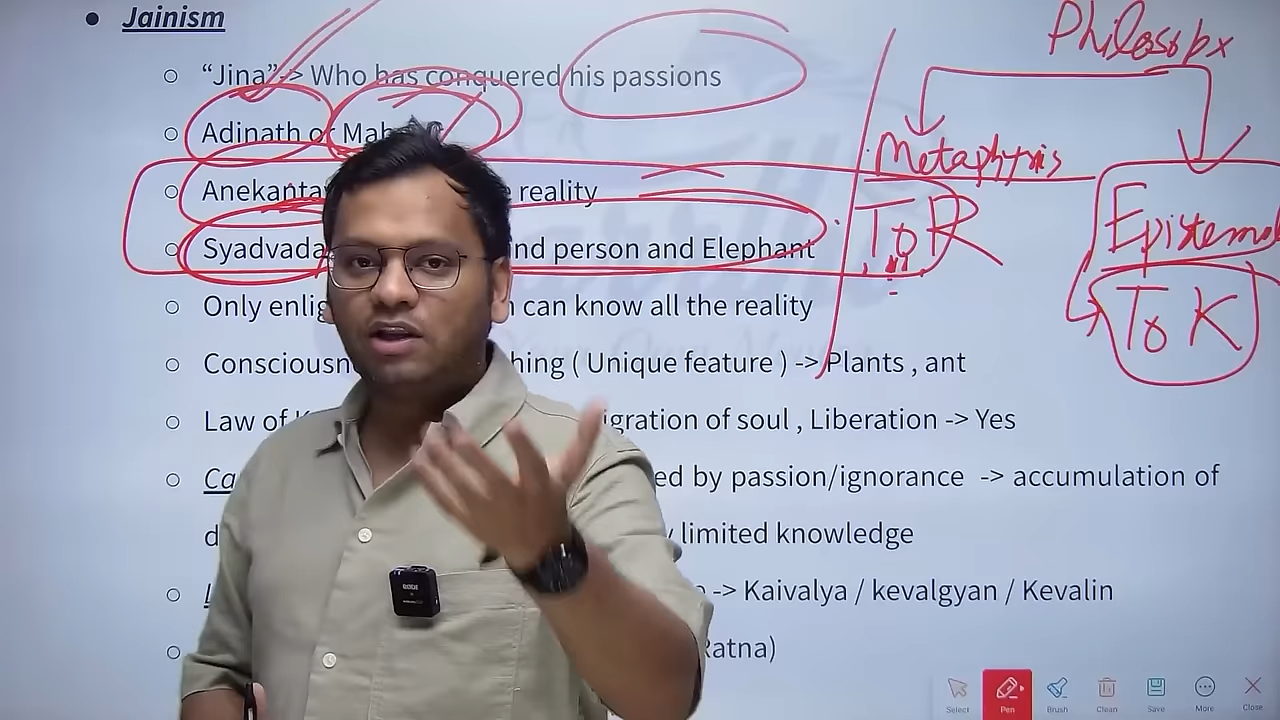 Jainism
“Jina”-> Who has conquered his passions
Adinath or Mah
Anekanta reality
Syadvada nd person and Elephant
Only enlig can know all the reality
Consciousn hing ( Unique feature ) -> Plants , ant
Law of igration of soul , Liberation -> Yes
Ca ed by passion/ignorance -> accumulation of
d limited knowledge
-> Kaivalya / kevalgyan / Kevalin
Ratna)
Metaphysis
ToR
Epistemol
ToK
RODE
Select Pen Brush Clean Save More Close